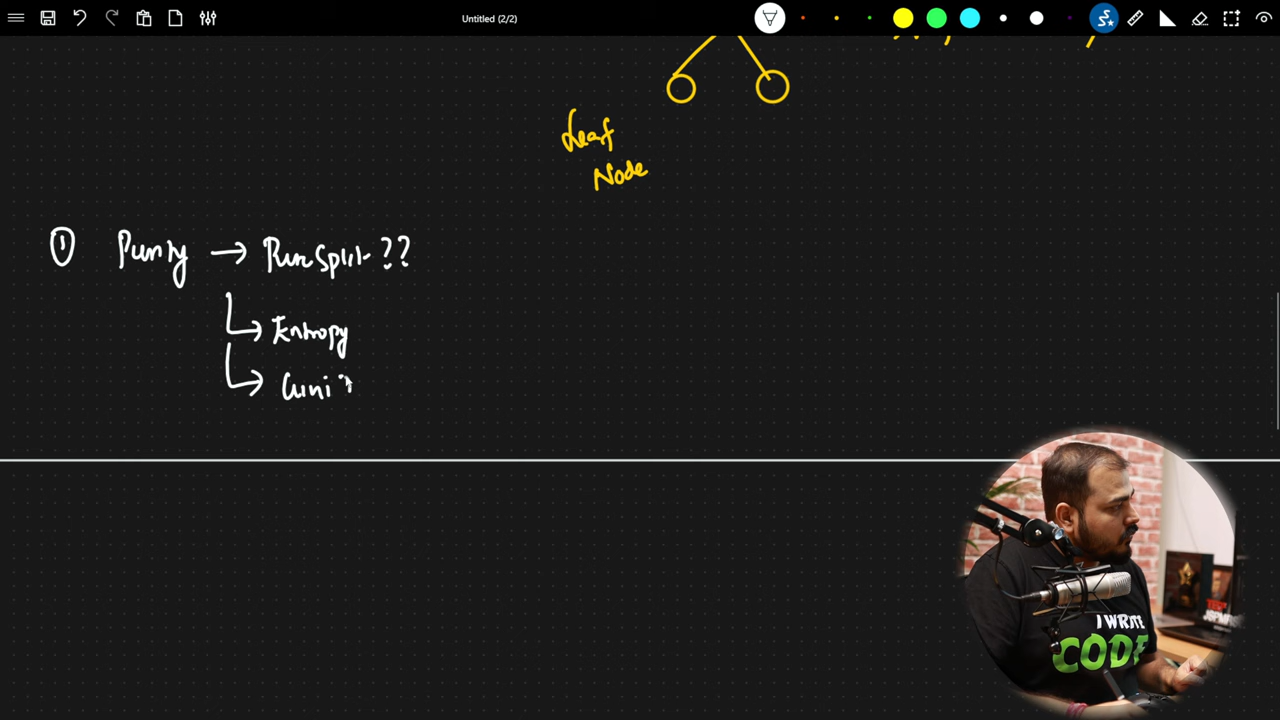 Untitled (2/2)
Leaf
Node
① Purity → Pure Split ??
↳ Entropy
↳ Gini
I WRITE
CODE